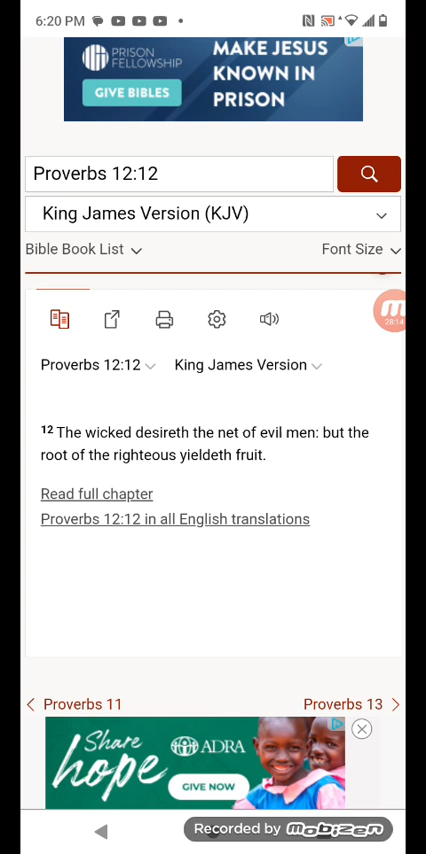 6:20 PM
PRISON
FELLOWSHIP
GIVE BIBLES
MAKE JESUS
KNOWN IN
PRISON
Proverbs 12:12
King James Version (KJV)
Bible Book List Font Size
28:14
Proverbs 12:12 King James Version
12 The wicked desireth the net of evil men: but the
root of the righteous yieldeth fruit.
Read full chapter
Proverbs 12:12 in all English translations
Proverbs 11 Proverbs 13
Share
hope
ADRA
GIVE NOW
Recorded by mobizen